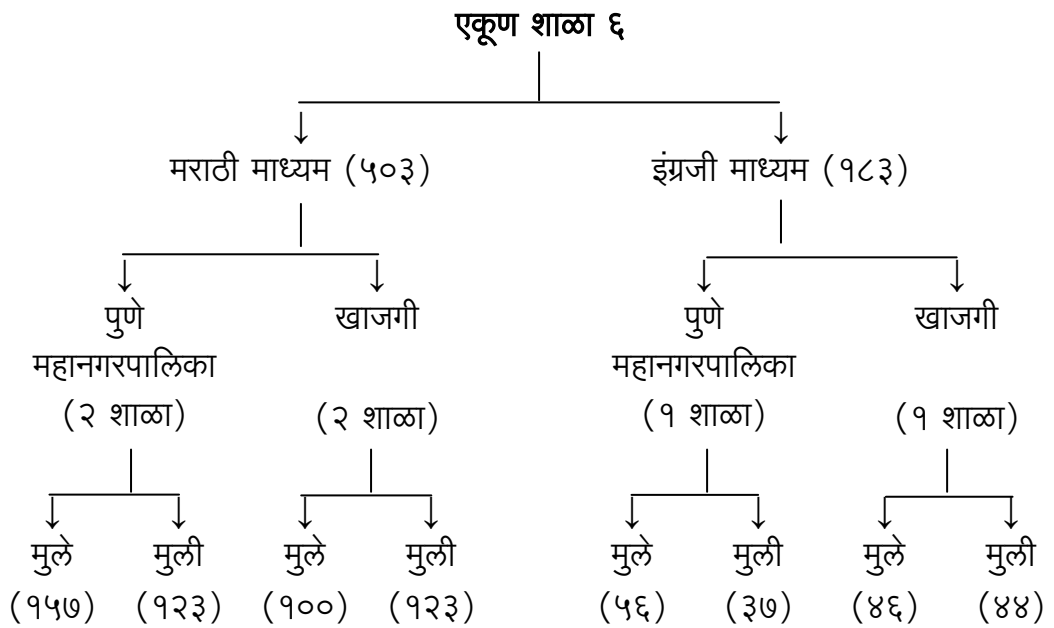 एकूण शाळा ६
मराठी माध्यम (५०३) इंग्रजी माध्यम (१८३)
पुणे खाजगी पुणे खाजगी
महानगरपालिका महानगरपालिका
(२ शाळा) (२ शाळा) (१ शाळा) (१ शाळा)
मुले मुली मुले मुली मुले मुली मुले मुली
(१५७) (१२३) (१००) (१२३) (५६) (३७) (४६) (४४)